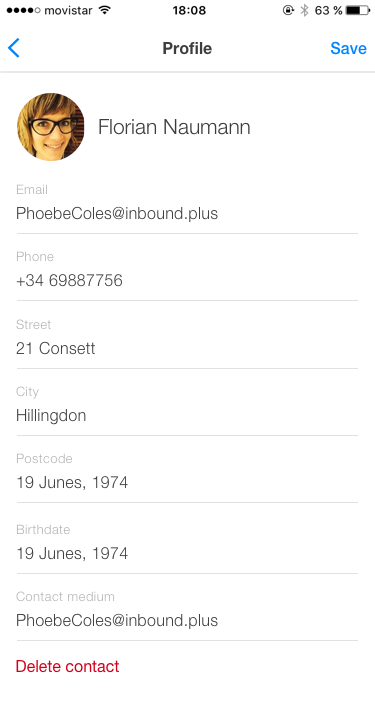 movistar 18:08 63 %
Profile Save
Florian Naumann
Email
PhoebeColes@inbound.plus
Phone
+34 69887756
Street
21 Consett
City
Hillingdon
Postcode
19 Junes, 1974
Birthdate
19 Junes, 1974
Contact medium
PhoebeColes@inbound.plus
Delete contact